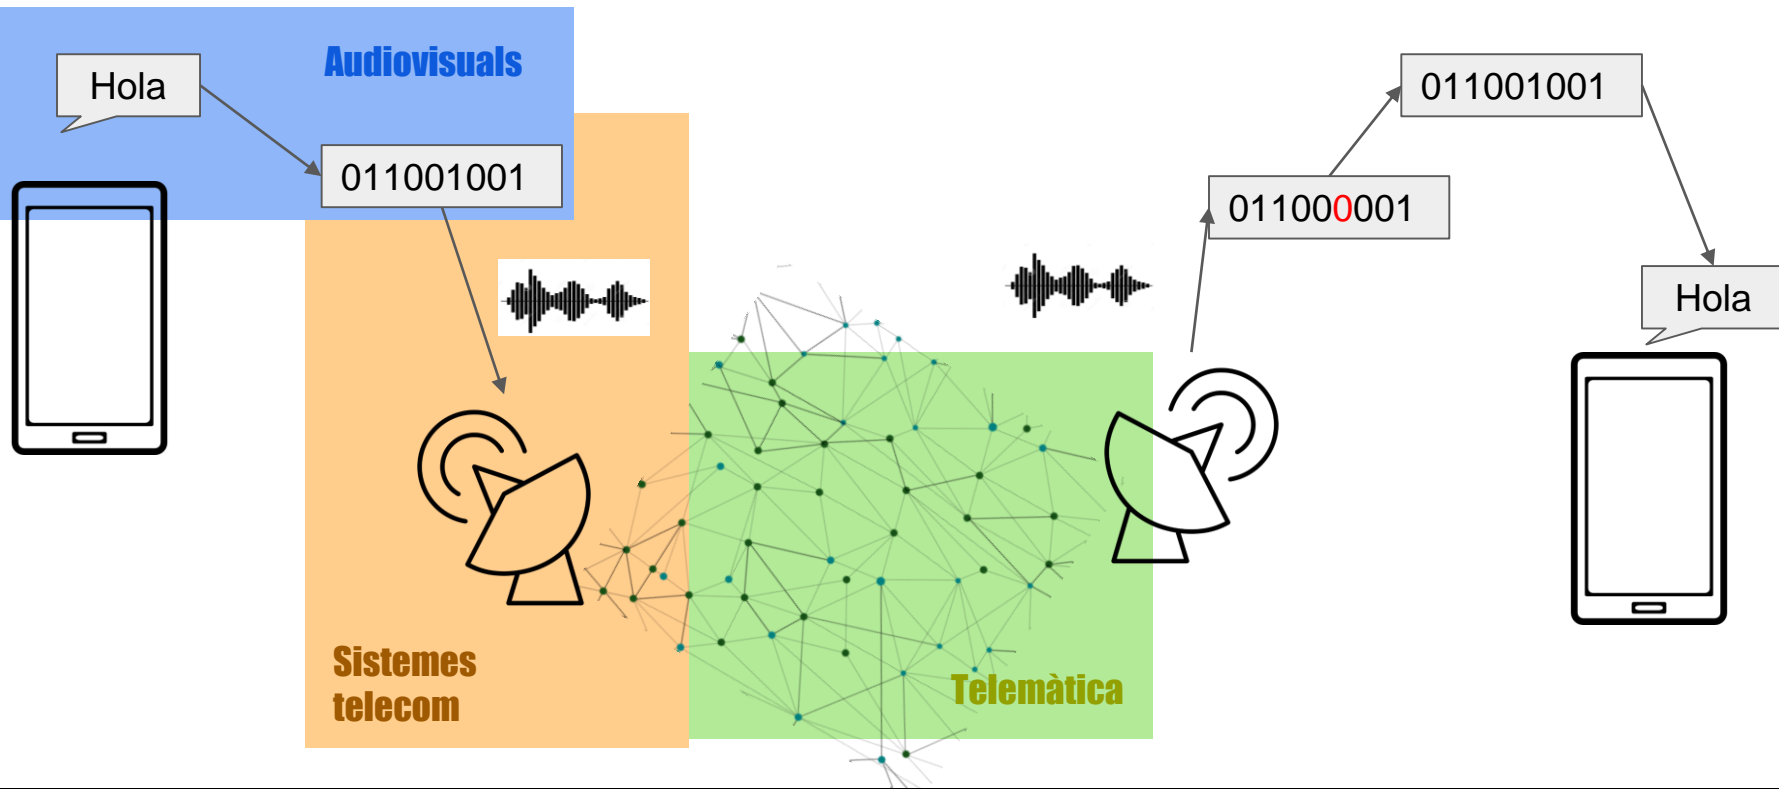 Hola
Audiovisuals
011001001
Sistemes
telecom
Telemàtica
011000001
011001001
Hola